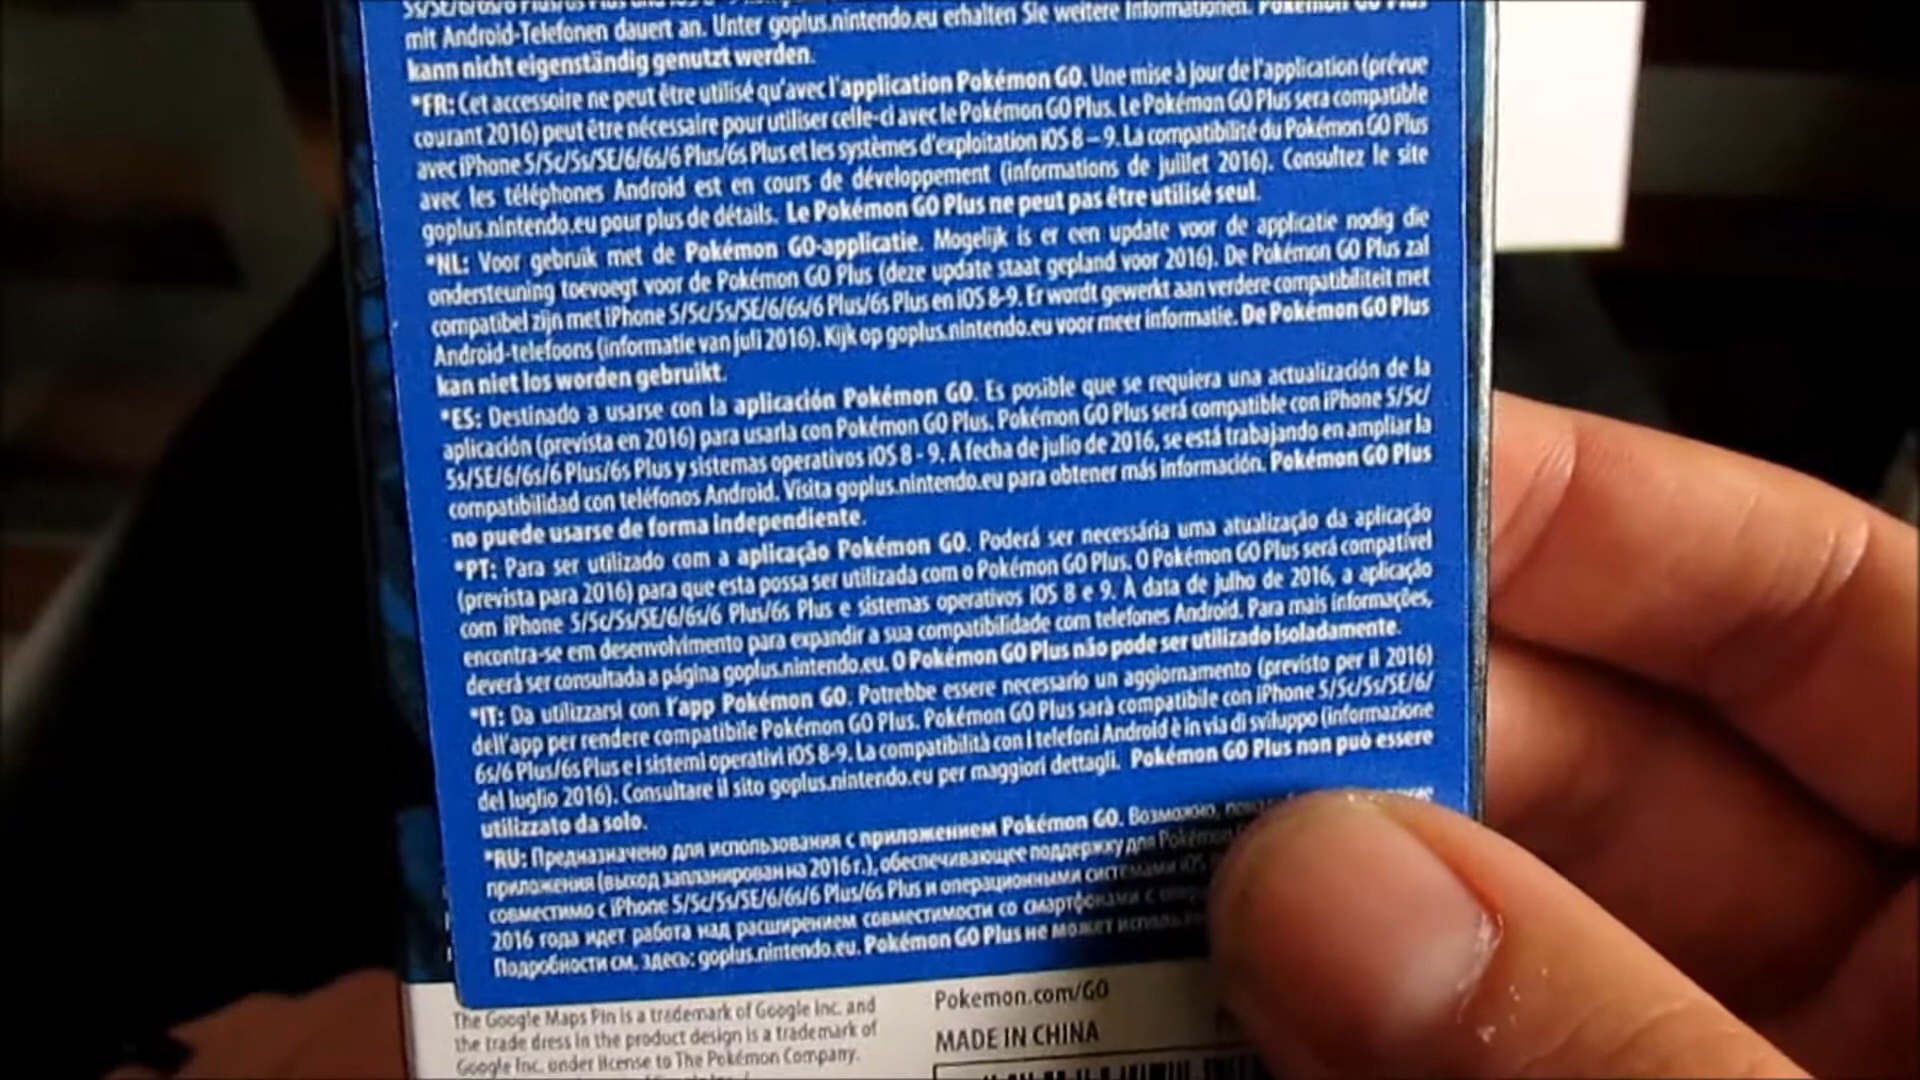 mit Android-Telefonen dauert an. Unter goplus.nintendo.eu erhalten Sie weitere Informationen. Pokémon GO Plus
kann nicht eigenständig genutzt werden.
*FR: Cet accessoire ne peut être utilisé qu'avec l'application Pokémon GO. Une mise à jour de l'application (prévue
courant 2016) peut être nécessaire pour utiliser celle-ci avec le Pokémon GO Plus. Le Pokémon GO Plus sera compatible
avec iPhone 5/5c/5s/SE/6/6s/6 Plus/6s Plus et les systèmes d'exploitation iOS 8 – 9. La compatibilité du Pokémon GO Plus
avec les téléphones Android est en cours de développement (informations de juillet 2016). Consultez le site
goplus.nintendo.eu pour plus de détails. Le Pokémon GO Plus ne peut pas être utilisé seul.
*NL: Voor gebruik met de Pokémon GO-applicatie. Mogelijk is er een update voor de applicatie nodig die
ondersteuning toevoegt voor de Pokémon GO Plus (deze update staat gepland voor 2016). De Pokémon GO Plus zal
compatibel zijn met iPhone 5/5c/5s/SE/6/6s/6 Plus/6s Plus en iOS 8-9. Er wordt gewerkt aan verdere compatibiliteit met
Android-telefoons (informatie van juli 2016). Kijk op goplus.nintendo.eu voor meer informatie. De Pokémon GO Plus
kan niet los worden gebruikt.
*ES: Destinado a usarse con la aplicación Pokémon GO. Es posible que se requiera una actualización de la
aplicación (prevista en 2016) para usarla con Pokémon GO Plus. Pokémon GO Plus será compatible con iPhone 5/5c/
5s/SE/6/6s/6 Plus/6s Plus y sistemas operativos iOS 8 - 9. A fecha de julio de 2016, se está trabajando en ampliar la
compatibilidad con teléfonos Android. Visita goplus.nintendo.eu para obtener más información. Pokémon GO Plus
no puede usarse de forma independiente.
*PT: Para ser utilizado com a aplicação Pokémon GO. Poderá ser necessária uma atualização da aplicação
(prevista para 2016) para que esta possa ser utilizada com o Pokémon GO Plus. O Pokémon GO Plus será compatível
com iPhone 5/5c/5s/SE/6/6s/6 Plus/6s Plus e sistemas operativos iOS 8 e 9. À data de julho de 2016, a aplicação
encontra-se em desenvolvimento para expandir a sua compatibilidade com telefones Android. Para mais informações,
deverá ser consultada a página goplus.nintendo.eu. O Pokémon GO Plus não pode ser utilizado isoladamente.
*IT: Da utilizzarsi con l'app Pokémon GO. Potrebbe essere necessario un aggiornamento (previsto per il 2016)
dell'app per rendere compatibile Pokémon GO Plus. Pokémon GO Plus sarà compatibile con iPhone 5/5c/5s/SE/6/
6s/6 Plus/6s Plus e i sistemi operativi iOS 8-9. La compatibilità con i telefoni Android è in via di sviluppo (informazione
del luglio 2016). Consultare il sito goplus.nintendo.eu per maggiori dettagli. Pokémon GO Plus non può essere
utilizzato da solo.
*RU: Предназначено для использования с приложением Pokémon GO. Возможно,
приложения (выход запланирован на 2016 г.), обеспечивающее поддержку для Pokémon
совместимо с iPhone 5/5c/5s/SE/6/6s/6 Plus/6s Plus и операционными системами iOS
2016 года идет работа над расширением совместимости со смартфонами с
Подробности см. здесь: goplus.nintendo.eu. Pokémon GO Plus не может
The Google Maps Pin is a trademark of Google Inc. and
the trade dress in the product design is a trademark of
Google Inc. under license to The Pokémon Company.
Pokemon.com/GO
MADE IN CHINA